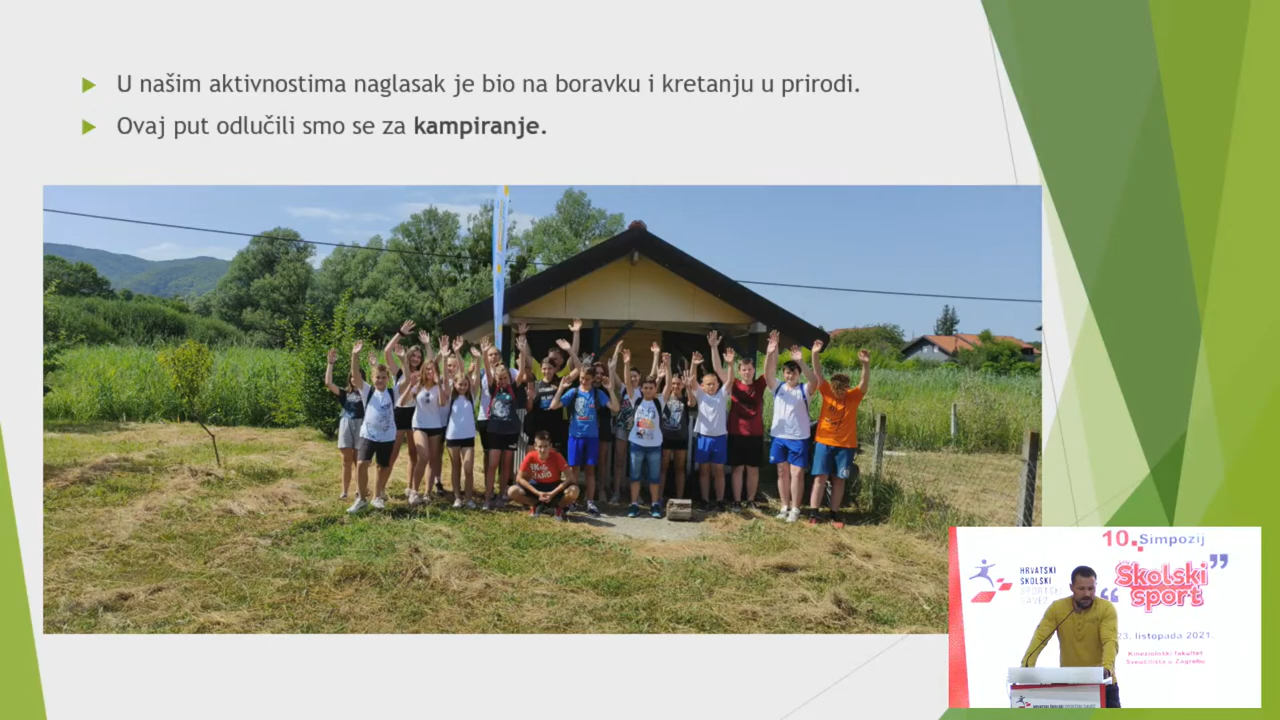 U našim aktivnostima naglasak je bio na boravku i kretanju u prirodi.
Ovaj put odlučili smo se za kampiranje.
10. Simpozij
HRVATSKI
ŠKOLSKI
SPORTSKI
SAVEZ
„Školski
sport”
23. listopada 2021.
Kineziološki fakultet
Sveučilišta u Zagrebu